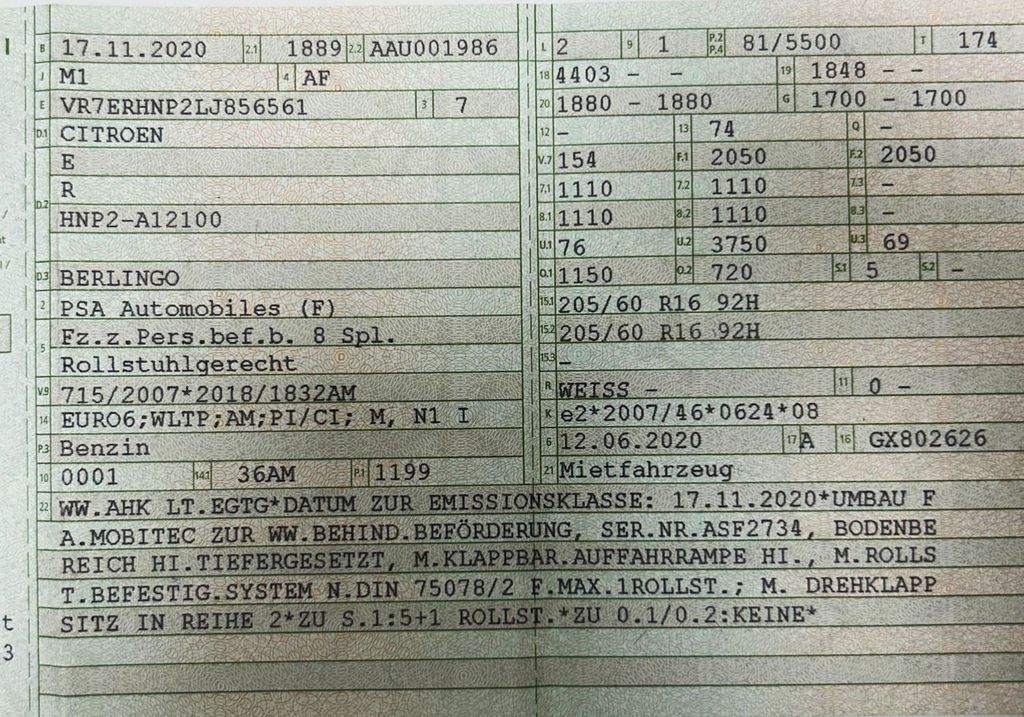 B 17.11.2020 2.1 1889 2.2 AAU001986
J M1 4 AF
E VR7ERHNP2LJ856561 3 7
D.1 CITROEN
E
R
D.2 HNP2-A12100
D.3 BERLINGO
2 PSA Automobiles (F)
5 Fz.z.Pers.bef.b. 8 Spl.
Rollstuhlgerecht
V.9 715/2007*2018/1832AM
14 EURO6;WLTP;AM;PI/CI; M, N1 I
P.3 Benzin
10 0001 14.1 36AM P.1 1199
L 2 9 1 P.2 P.4 81/5500 T 174
18 4403 - - 19 1848 - -
20 1880 - 1880 G 1700 - 1700
12 - 13 74 Q -
V.7 154 F.1 2050 F.2 2050
7.1 1110 7.2 1110 7.3 -
8.1 1110 8.2 1110 8.3 -
U.1 76 U.2 3750 U.3 69
O.1 1150 O.2 720 S.1 5 S.2 -
15.1 205/60 R16 92H
15.2 205/60 R16 92H
15.3 -
R WEISS - 11 0 -
K e2*2007/46*0624*08
6 12.06.2020 17 A 16 GX802626
21 Mietfahrzeug
22 WW.AHK LT.EGTG*DATUM ZUR EMISSIONSKLASSE: 17.11.2020*UMBAU F
A.MOBITEC ZUR WW.BEHIND.BEFÖRDERUNG, SER.NR.ASF2734, BODENBE
REICH HI.TIEFERGESETZT, M.KLAPPBAR.AUFFAHRRAMPE HI., M.ROLLS
T.BEFESTIG.SYSTEM N.DIN 75078/2 F.MAX.1ROLLST.; M. DREHKLAPP
SITZ IN REIHE 2*ZU S.1:5+1 ROLLST.*ZU 0.1/0.2:KEINE*
t
3